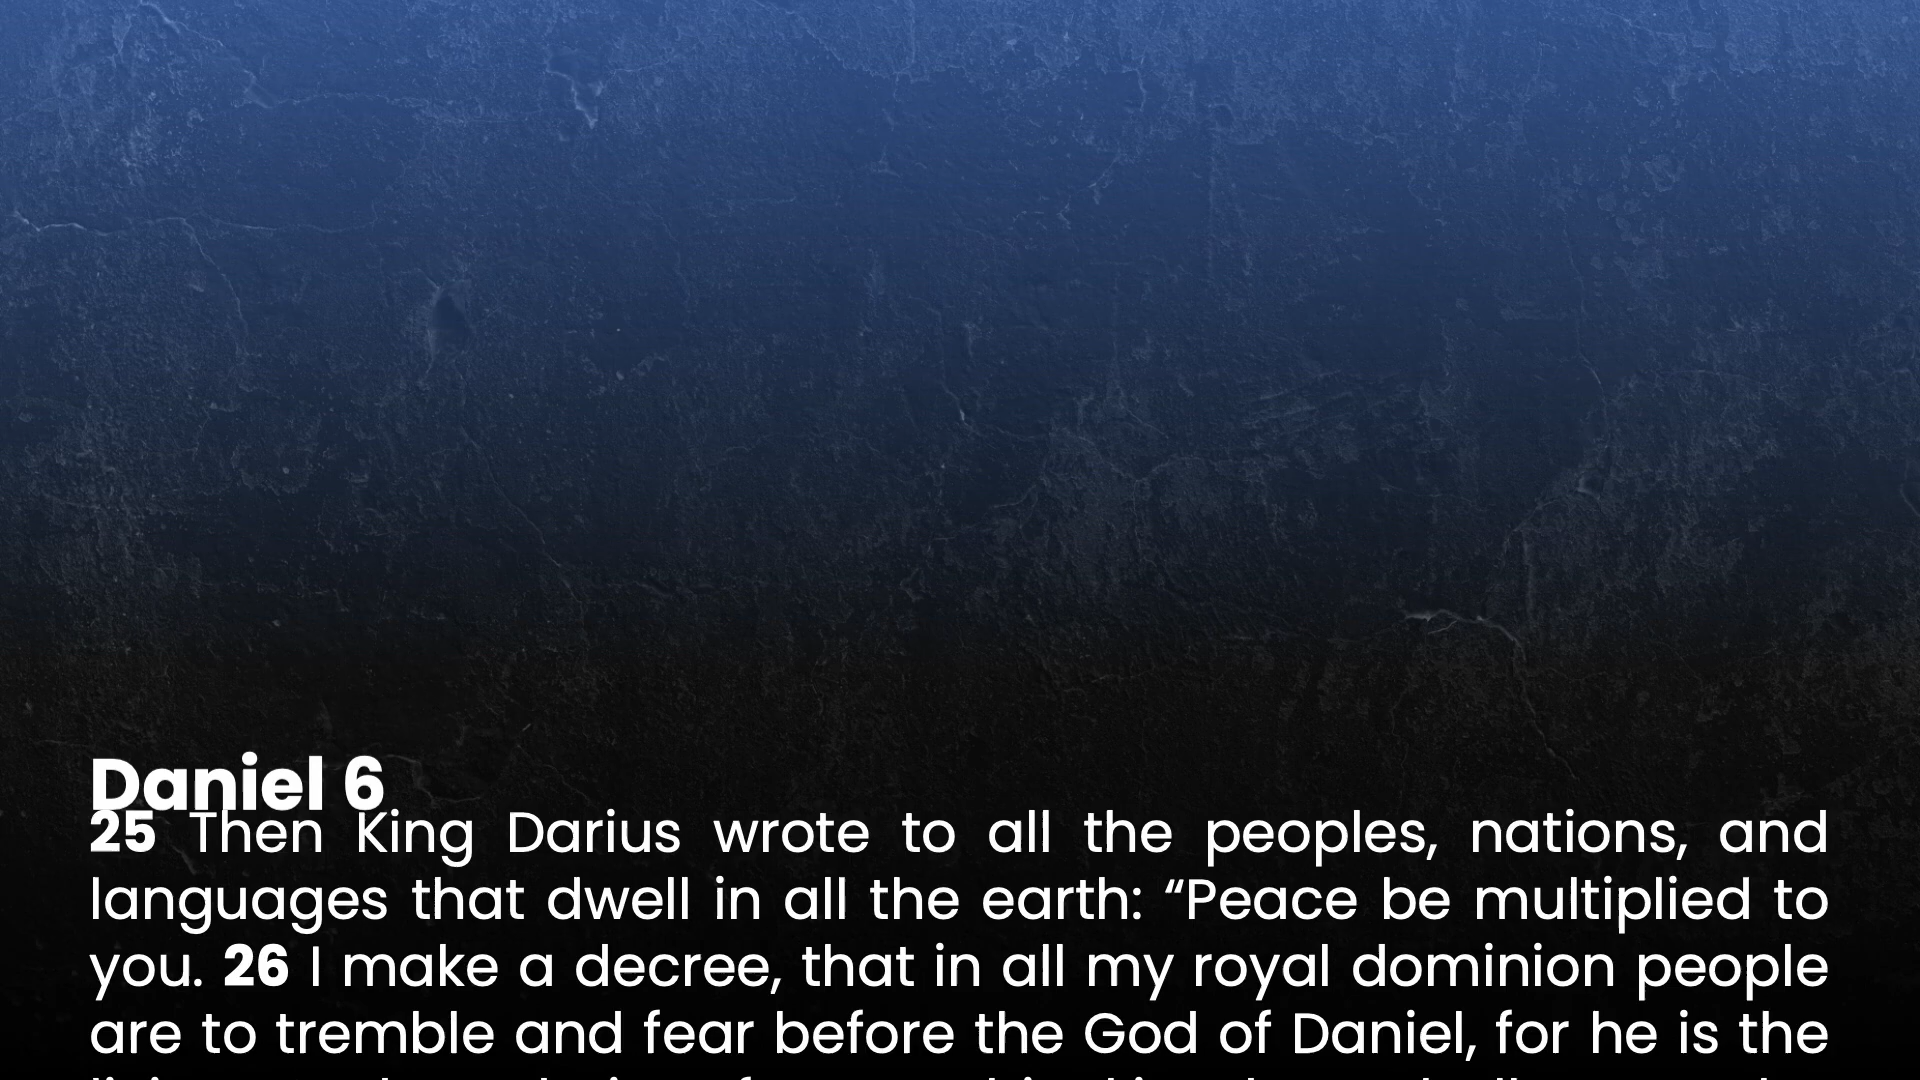 Daniel 6
25 Then King Darius wrote to all the peoples, nations, and
languages that dwell in all the earth: “Peace be multiplied to
you. 26 I make a decree, that in all my royal dominion people
are to tremble and fear before the God of Daniel, for he is the